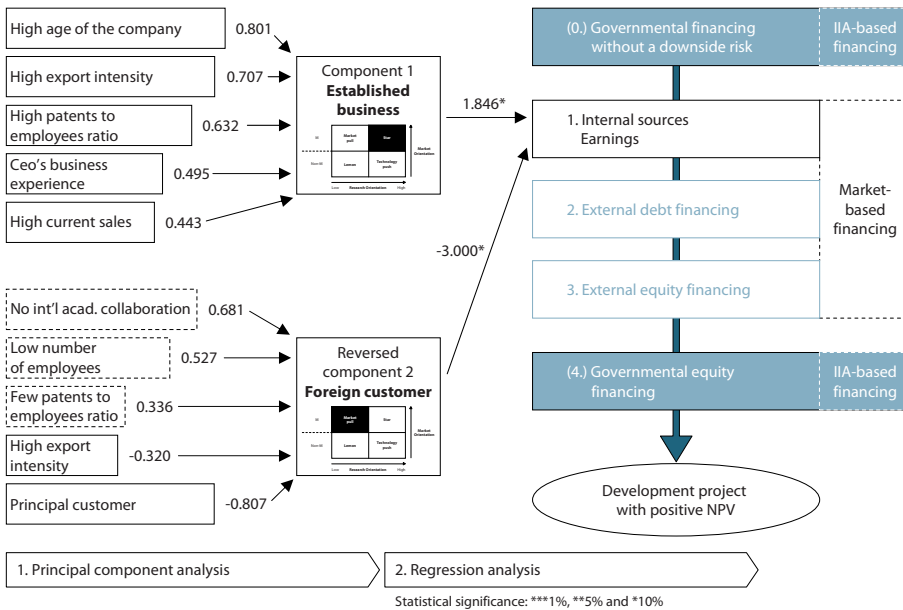 High age of the company
0.801
High export intensity
0.707
High patents to
employees ratio
0.632
Ceo's business
experience
0.495
High current sales
0.443
Component 1
Established
business
HI
Market
pull
Star
Non-HI
Lemon
Technology
push
Market
Orientation
Low
Research Orientation
High
1.846*
No int'l acad. collaboration
0.681
Low number
of employees
0.527
Few patents to
employees ratio
0.336
High export
intensity
-0.320
Principal customer
-0.807
Reversed
component 2
Foreign customer
Market
pull
Star
Lemon
Technology
push
Market
Orientation
Low
Research Orientation
High
-3.000*
(0.) Governmental financing
without a downside risk
IIA-based
financing
1. Internal sources
Earnings
2. External debt financing
3. External equity financing
Market-
based
financing
(4.) Governmental equity
financing
IIA-based
financing
Development project
with positive NPV
1. Principal component analysis
2. Regression analysis
Statistical significance: ***1%, **5% and *10%